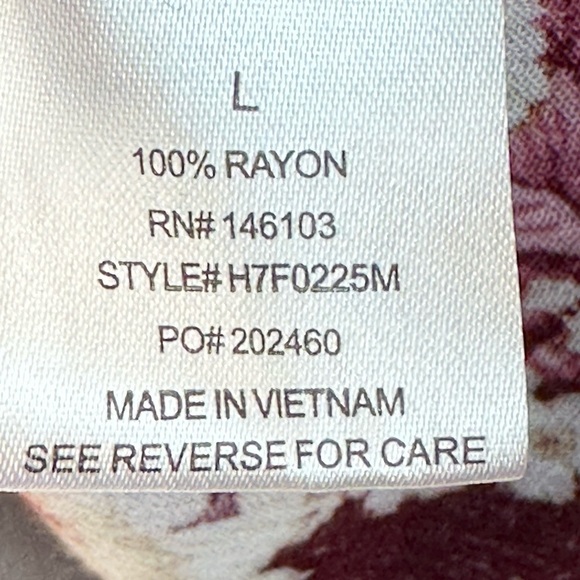 L
100% RAYON
RN# 146103
STYLE# H7F0225M
PO# 202460
MADE IN VIETNAM
SEE REVERSE FOR CARE